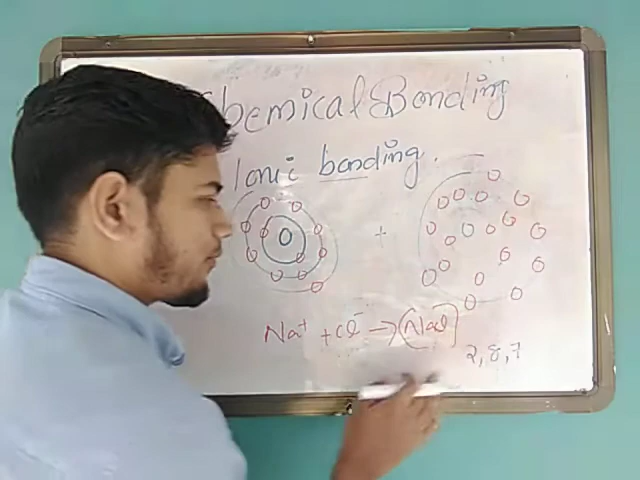 Chemical Bonding
Ionic bonding.
+
Na⁺ + Cl⁻ → (NaCl)
2, 8, 7